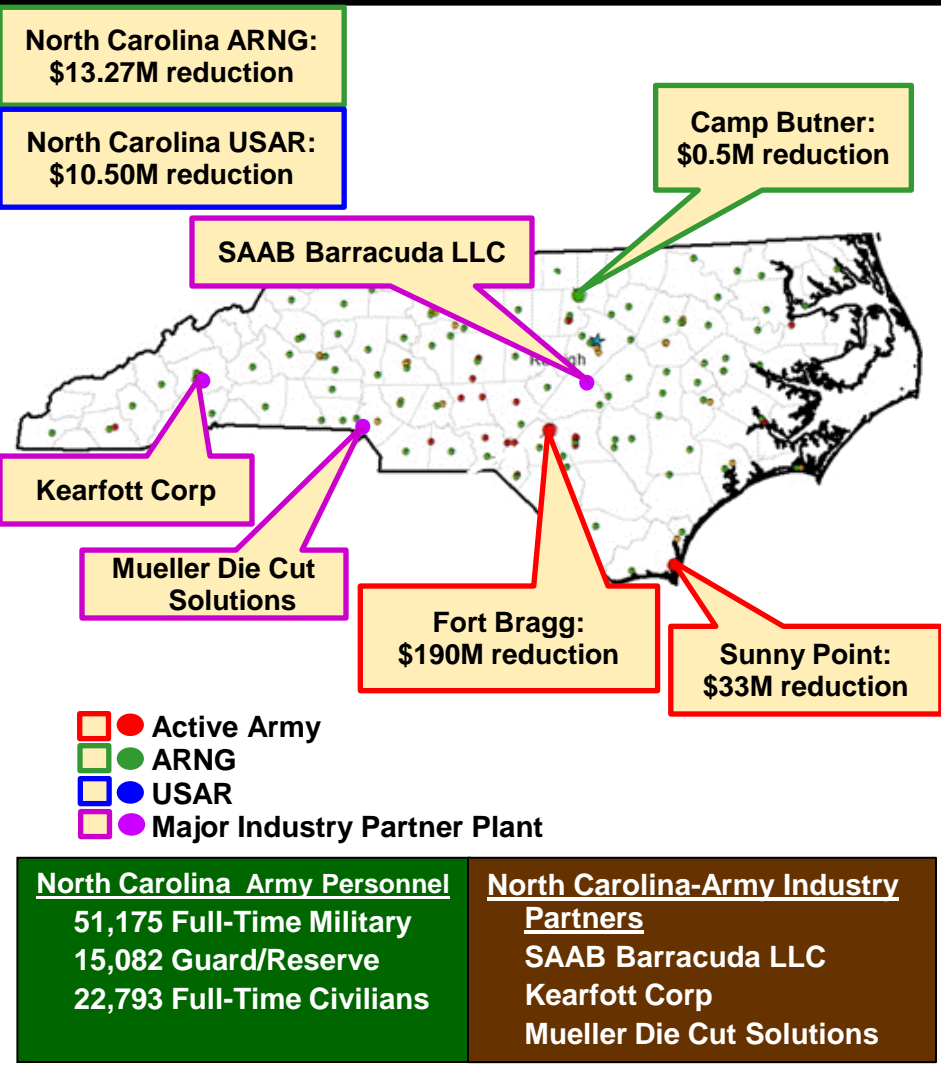 North Carolina ARNG:
$13.27M reduction
North Carolina USAR:
$10.50M reduction
Camp Butner:
$0.5M reduction
SAAB Barracuda LLC
Kearfott Corp
Mueller Die Cut
Solutions
Fort Bragg:
$190M reduction
Sunny Point:
$33M reduction
Active Army
ARNG
USAR
Major Industry Partner Plant
North Carolina Army Personnel
51,175 Full-Time Military
15,082 Guard/Reserve
22,793 Full-Time Civilians
North Carolina-Army Industry
Partners
SAAB Barracuda LLC
Kearfott Corp
Mueller Die Cut Solutions